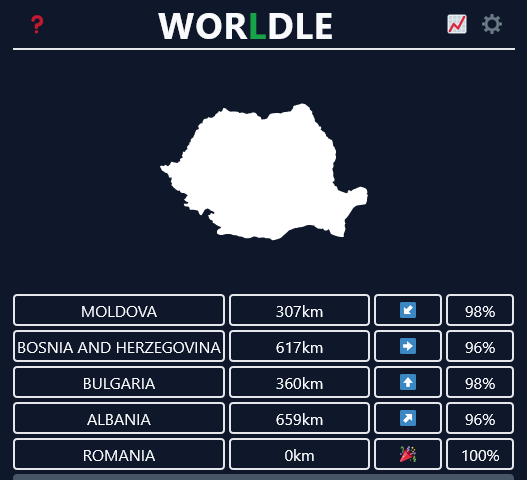 ?
WORLDLE
MOLDOVA 307km 98%
BOSNIA AND HERZEGOVINA 617km 96%
BULGARIA 360km 98%
ALBANIA 659km 96%
ROMANIA 0km 100%